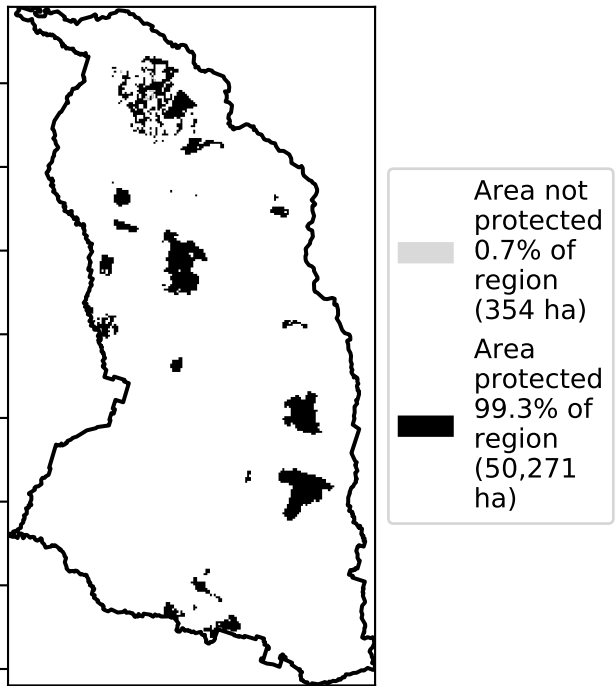 Area not
protected
0.7% of
region
(354 ha)
Area
protected
99.3% of
region
(50,271
ha)